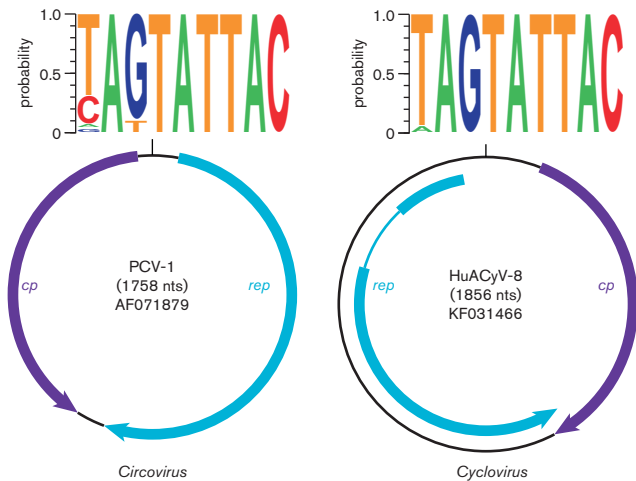 1.0
0.5
0
probability
TAGTATTAC
C
A
T
1.0
0.5
0
probability
TAGTATTAC
A
PCV-1
(1758 nts)
AF071879
cp
rep
HuACyV-8
(1856 nts)
KF031466
rep
cp
Circovirus
Cyclovirus